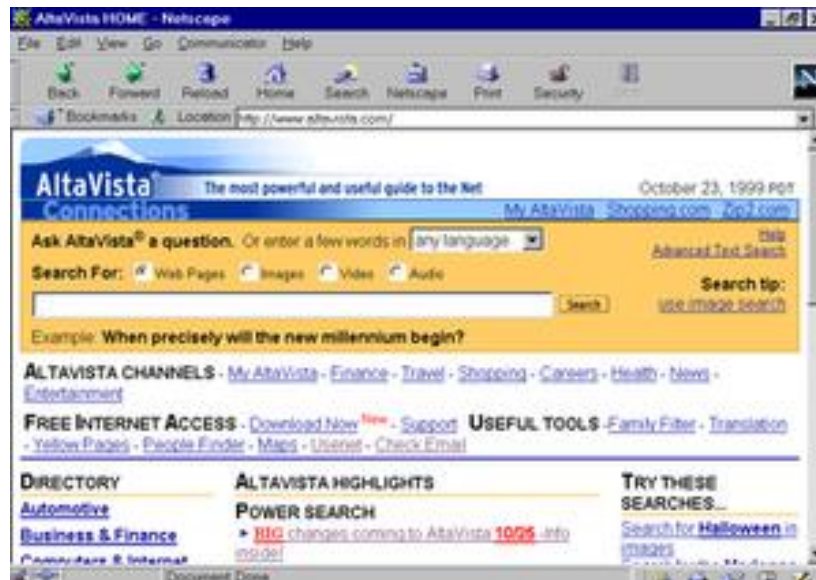 AltaVista HOME - Netscape
File Edit View Go Communicator Help
Back Forward Reload Home Search Netscape Print Security
Bookmarks Location http://www.altavista.com/
AltaVista® The most powerful and useful guide to the Net October 23, 1999 PDT
Connections My AltaVista Shopping.com Zip2.com
Ask AltaVista® a question. Or enter a few words in any language Help
Advanced Text Search
Search For: Web Pages Images Video Audio
Search tip:
Search use image search
Example: When precisely will the new millennium begin?
ALTAVISTA CHANNELS - My AltaVista - Finance - Travel - Shopping - Careers - Health - News -
Entertainment
FREE INTERNET ACCESS - Download Now New - Support USEFUL TOOLS - Family Filter - Translation
- Yellow Pages - People Finder - Maps - Usenet - Check Email
DIRECTORY
Automotive
Business & Finance
Computers & Internet
ALTAVISTA HIGHLIGHTS
POWER SEARCH
▸ BIG changes coming to AltaVista 10/25 -Info
inside!
TRY THESE
SEARCHES...
Search for Halloween in
images
Search for the Madonna
Document: Done